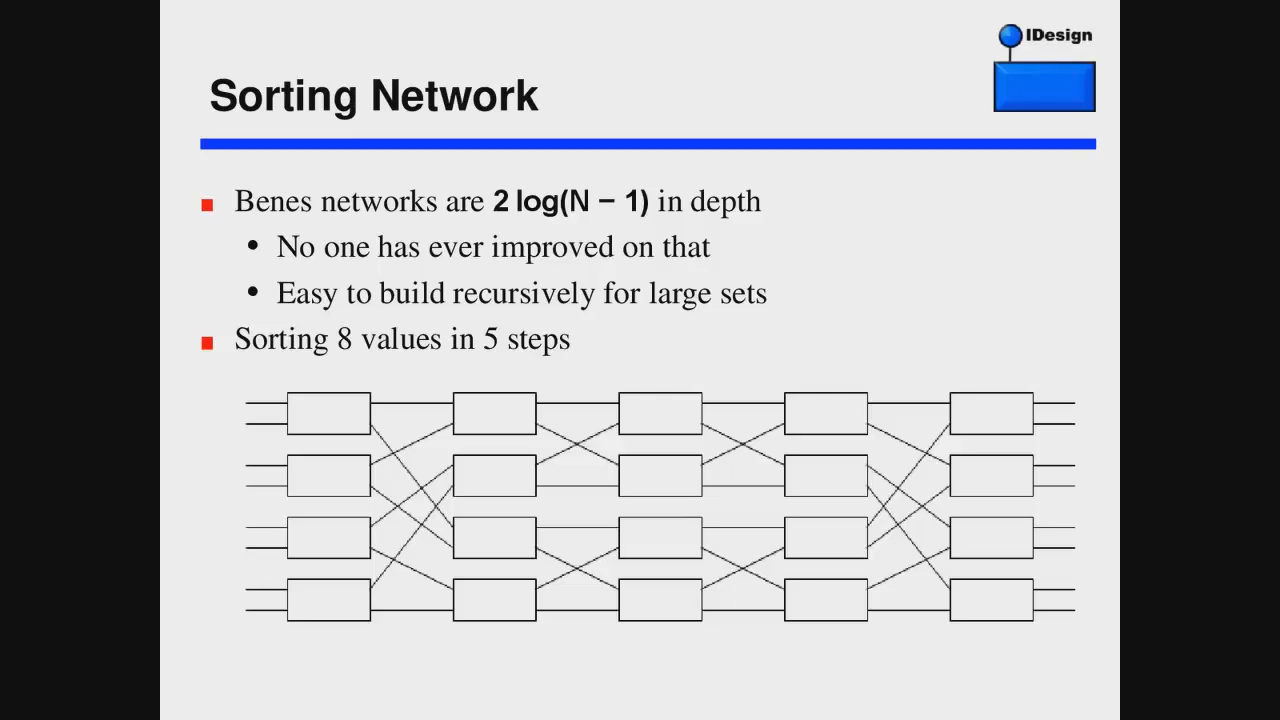 IDesign
Sorting Network
Benes networks are 2 log(N − 1) in depth
• No one has ever improved on that
• Easy to build recursively for large sets
Sorting 8 values in 5 steps